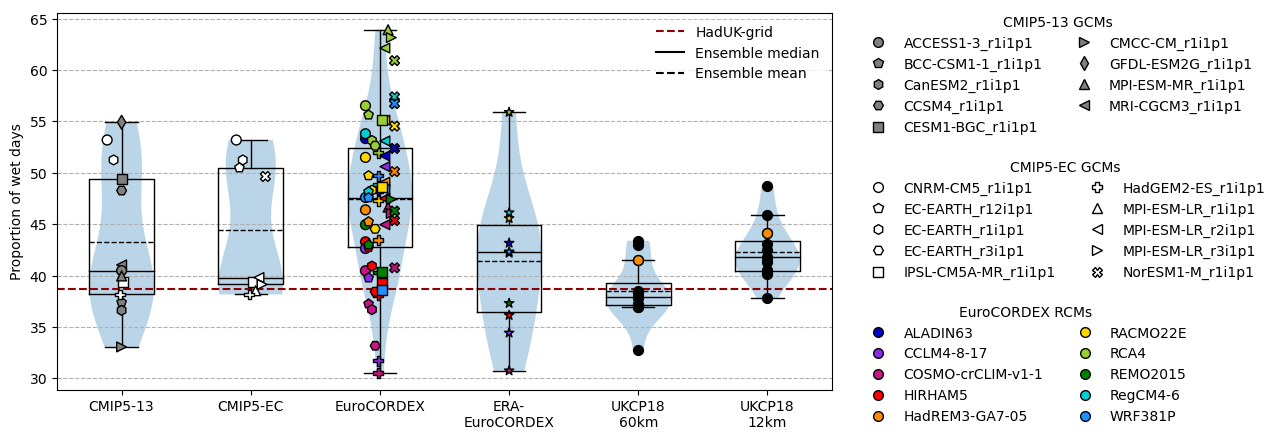 Proportion of wet days
65
60
55
50
45
40
35
30
HadUK-grid
Ensemble median
Ensemble mean
CMIP5-13
CMIP5-EC
EuroCORDEX
ERA-
EuroCORDEX
UKCP18
60km
UKCP18
12km
CMIP5-13 GCMs
ACCESS1-3_r1i1p1
BCC-CSM1-1_r1i1p1
CanESM2_r1i1p1
CCSM4_r1i1p1
CESM1-BGC_r1i1p1
CMCC-CM_r1i1p1
GFDL-ESM2G_r1i1p1
MPI-ESM-MR_r1i1p1
MRI-CGCM3_r1i1p1
CMIP5-EC GCMs
CNRM-CM5_r1i1p1
EC-EARTH_r12i1p1
EC-EARTH_r1i1p1
EC-EARTH_r3i1p1
IPSL-CM5A-MR_r1i1p1
HadGEM2-ES_r1i1p1
MPI-ESM-LR_r1i1p1
MPI-ESM-LR_r2i1p1
MPI-ESM-LR_r3i1p1
NorESM1-M_r1i1p1
EuroCORDEX RCMs
ALADIN63
CCLM4-8-17
COSMO-crCLIM-v1-1
HIRHAM5
HadREM3-GA7-05
RACMO22E
RCA4
REMO2015
RegCM4-6
WRF381P